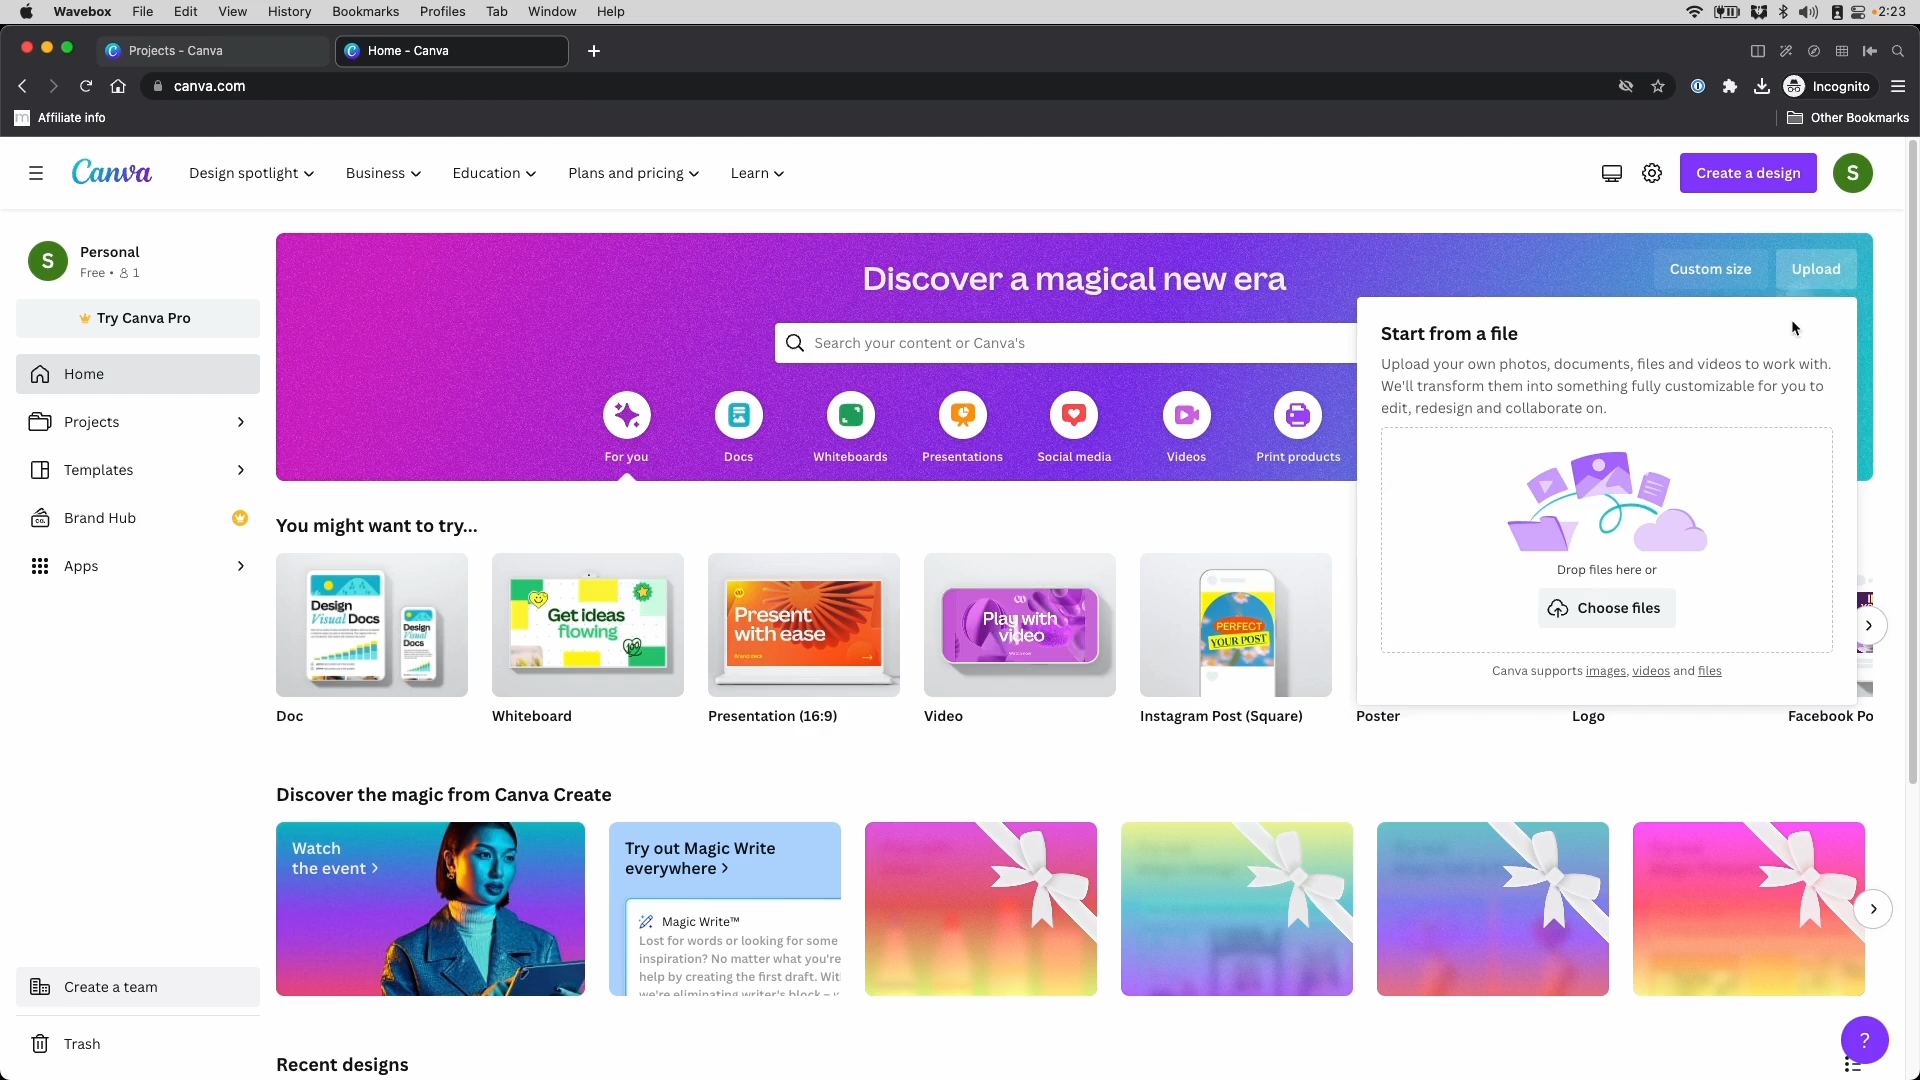 Wavebox File Edit View History Bookmarks Profiles Tab Window Help 2:23
Projects - Canva
Home - Canva
canva.com
Incognito
Affiliate info
Other Bookmarks
Canva
Design spotlight
Business
Education
Plans and pricing
Learn
Create a design
S
S
Personal
Free • 1
Try Canva Pro
Home
Projects
Templates
Brand Hub
Apps
Create a team
Trash
Discover a magical new era
Custom size
Upload
Search your content or Canva's
For you
Docs
Whiteboards
Presentations
Social media
Videos
Print products
Start from a file
Upload your own photos, documents, files and videos to work with.
We'll transform them into something fully customizable for you to
edit, redesign and collaborate on.
Drop files here or
Choose files
Canva supports images, videos and files
You might want to try...
Design
Visual Docs
Design
Visual
Docs
Get ideas
flowing
Present
with ease
Play with
video
PERFECT
YOUR POST
Doc
Whiteboard
Presentation (16:9)
Video
Instagram Post (Square)
Poster
Logo
Facebook Po
Discover the magic from Canva Create
Watch
the event >
Try out Magic Write
everywhere >
Magic Write™
Lost for words or looking for some
inspiration? No matter what you're
help by creating the first draft. Wit
we're eliminating writer's block –
Recent designs
?